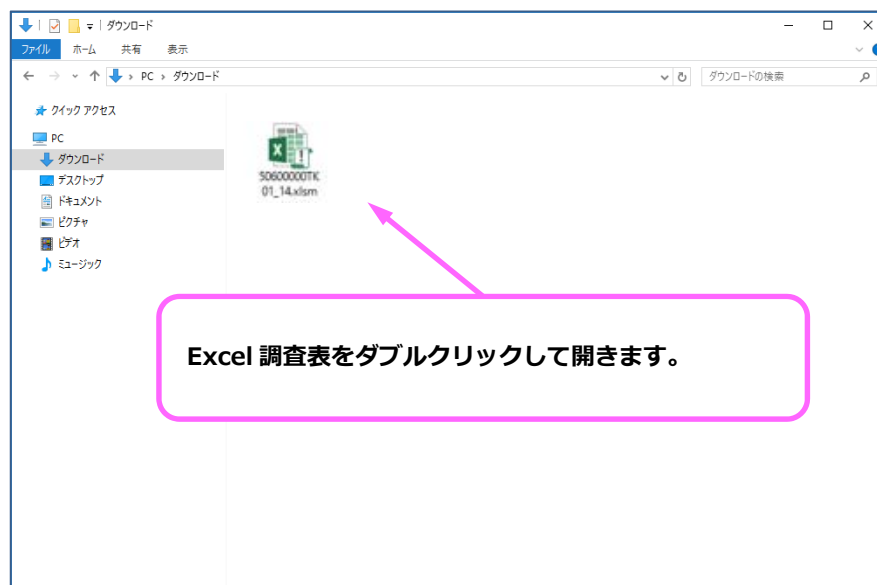 ダウンロード
ファイル ホーム 共有 表示
PC › ダウンロード ダウンロードの検索
クイック アクセス
PC
ダウンロード
デスクトップ
ドキュメント
ピクチャ
ビデオ
ミュージック
S0600000TK
01_14.xlsm
Excel 調査表をダブルクリックして開きます。